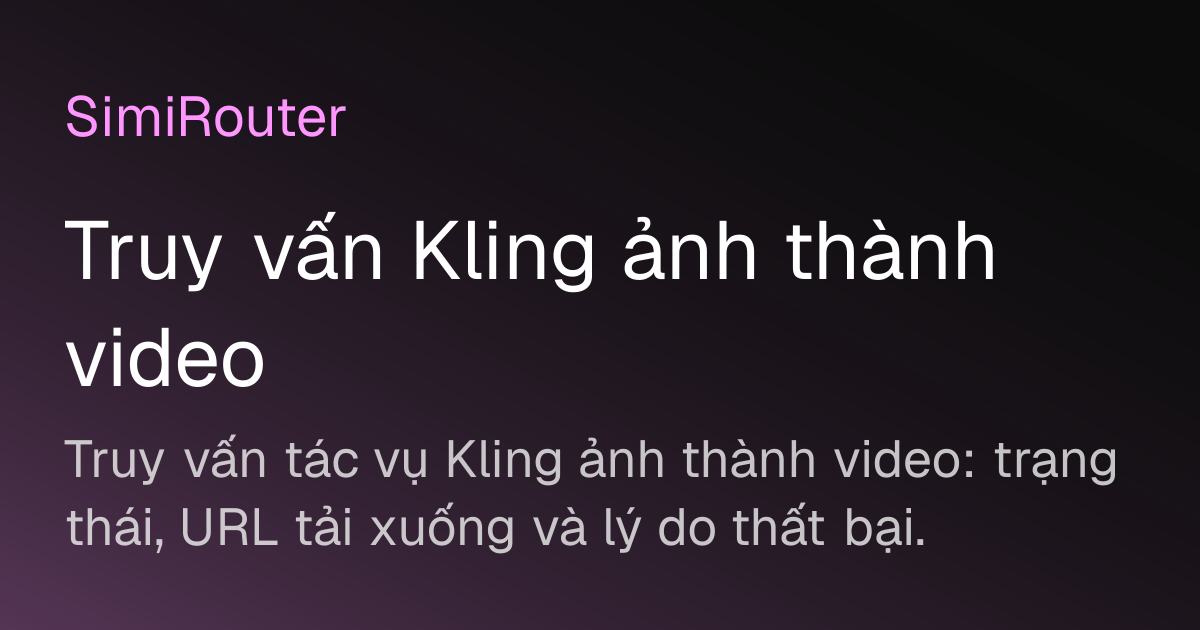 SimiRouter
Truy vấn Kling ảnh thành
video
Truy vấn tác vụ Kling ảnh thành video: trạng
thái, URL tải xuống và lý do thất bại.